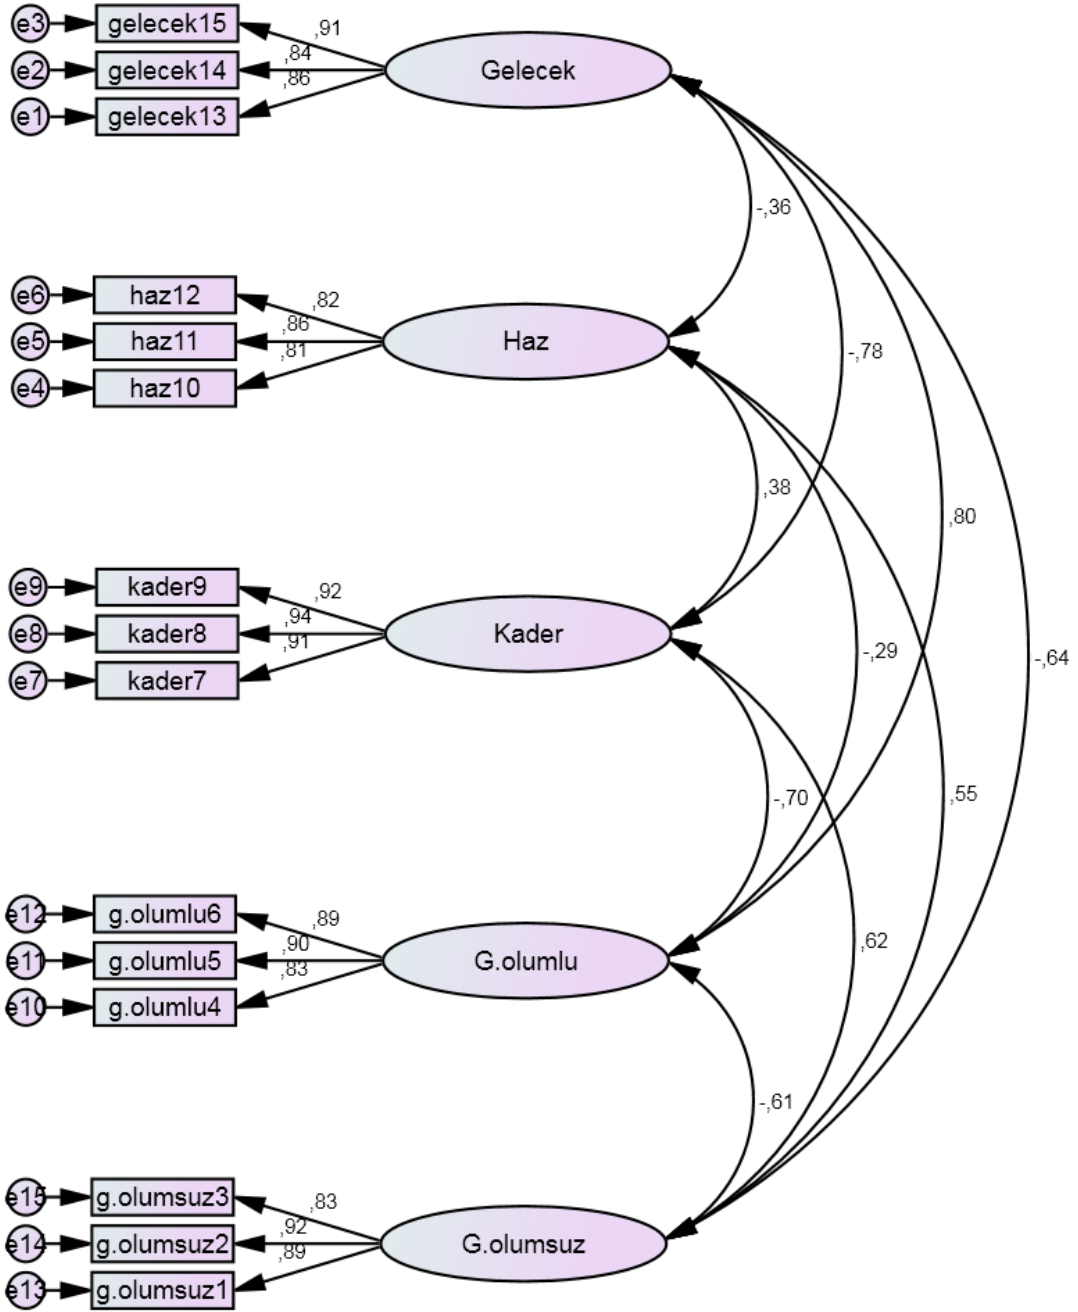 e3 gelecek15 ,91
e2 gelecek14 ,84 Gelecek
e1 gelecek13 ,86
-,36
e6 haz12 ,82
e5 haz11 ,86 Haz
e4 haz10 ,81
-,78
,38
,80
e9 kader9 ,92
e8 kader8 ,94 Kader
e7 kader7 ,91
-,29
-,64
-,70
,55
e12 g.olumlu6 ,89
e11 g.olumlu5 ,90 G.olumlu
e10 g.olumlu4 ,83
,62
-,61
e15 g.olumsuz3 ,83
e14 g.olumsuz2 ,92 G.olumsuz
e13 g.olumsuz1 ,89